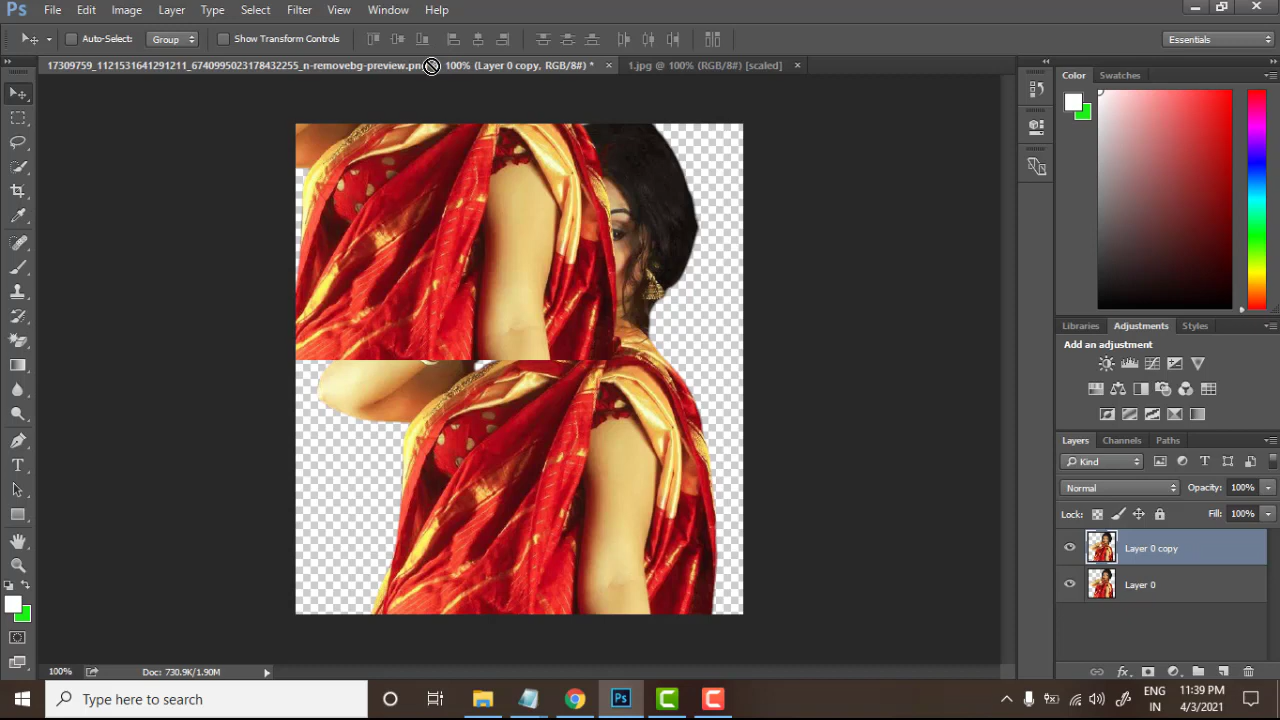 Ps File Edit Image Layer Type Select Filter View Window Help
Auto-Select: Group Show Transform Controls Essentials
17309759_1121531641291211_6740995023178432255_n-removebg-preview.pn 100% (Layer 0 copy, RGB/8#) * × 1.jpg @ 100% (RGB/8#) [scaled] ×
Color Swatches
Libraries Adjustments Styles
Add an adjustment
Layers Channels Paths
Kind
Normal Opacity: 100%
Lock: Fill: 100%
Layer 0 copy
Layer 0
100% Doc: 730.9K/1.90M
Type here to search
Ps
ENG
IN
11:39 PM
4/3/2021